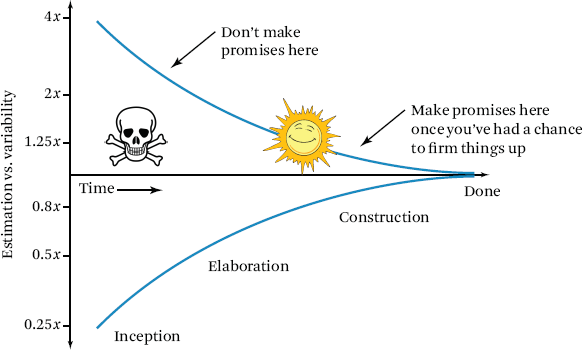 4x
Don’t make
promises here
2x
Make promises here
once you’ve had a chance
to firm things up
1.25x
Estimation vs. variability
Time
Done
0.8x
Construction
0.5x
Elaboration
0.25x
Inception